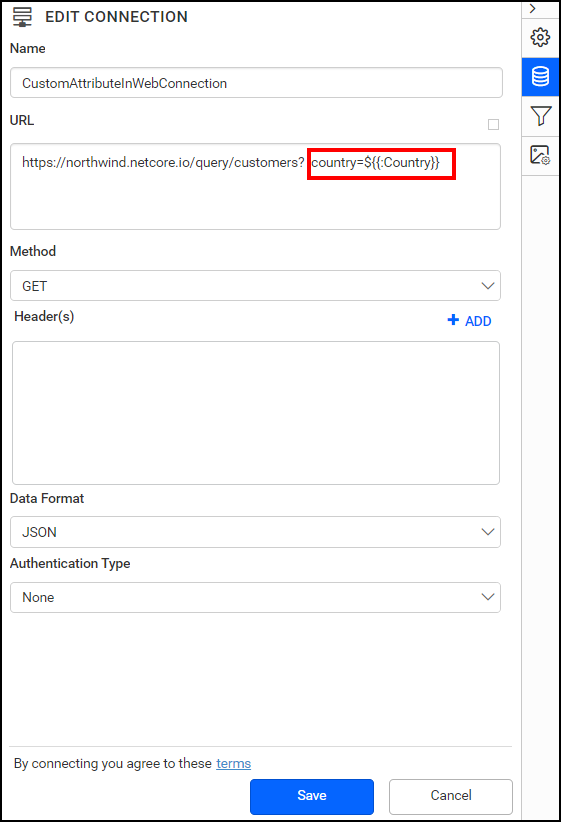 EDIT CONNECTION
Name
CustomAttributeInWebConnection
URL
https://northwind.netcore.io/query/customers? country=${{:Country}}
Method
GET
Header(s)
+ ADD
Data Format
JSON
Authentication Type
None
By connecting you agree to these terms
Save
Cancel